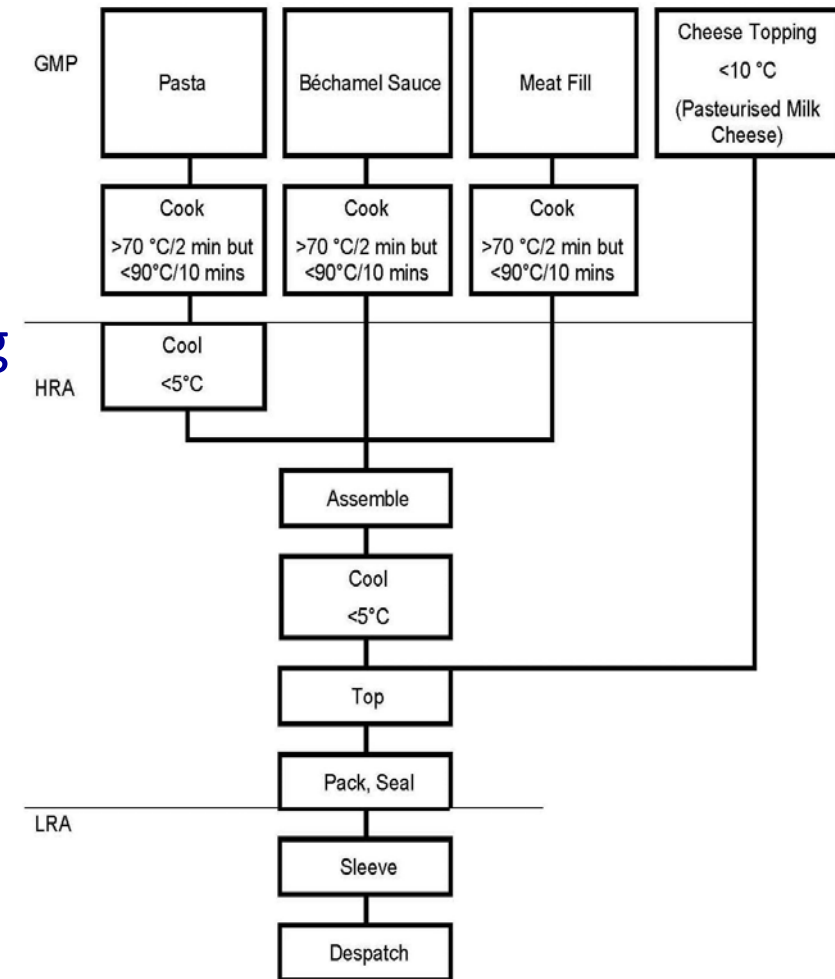 GMP
Pasta
Béchamel Sauce
Meat Fill
Cheese Topping
<10 °C
(Pasteurised Milk
Cheese)
Cook
>70 °C/2 min but
<90°C/10 mins
Cook
>70 °C/2 min but
<90°C/10 mins
Cook
>70 °C/2 min but
<90°C/10 mins
g
HRA
Cool
<5°C
Assemble
Cool
<5°C
Top
Pack, Seal
LRA
Sleeve
Despatch